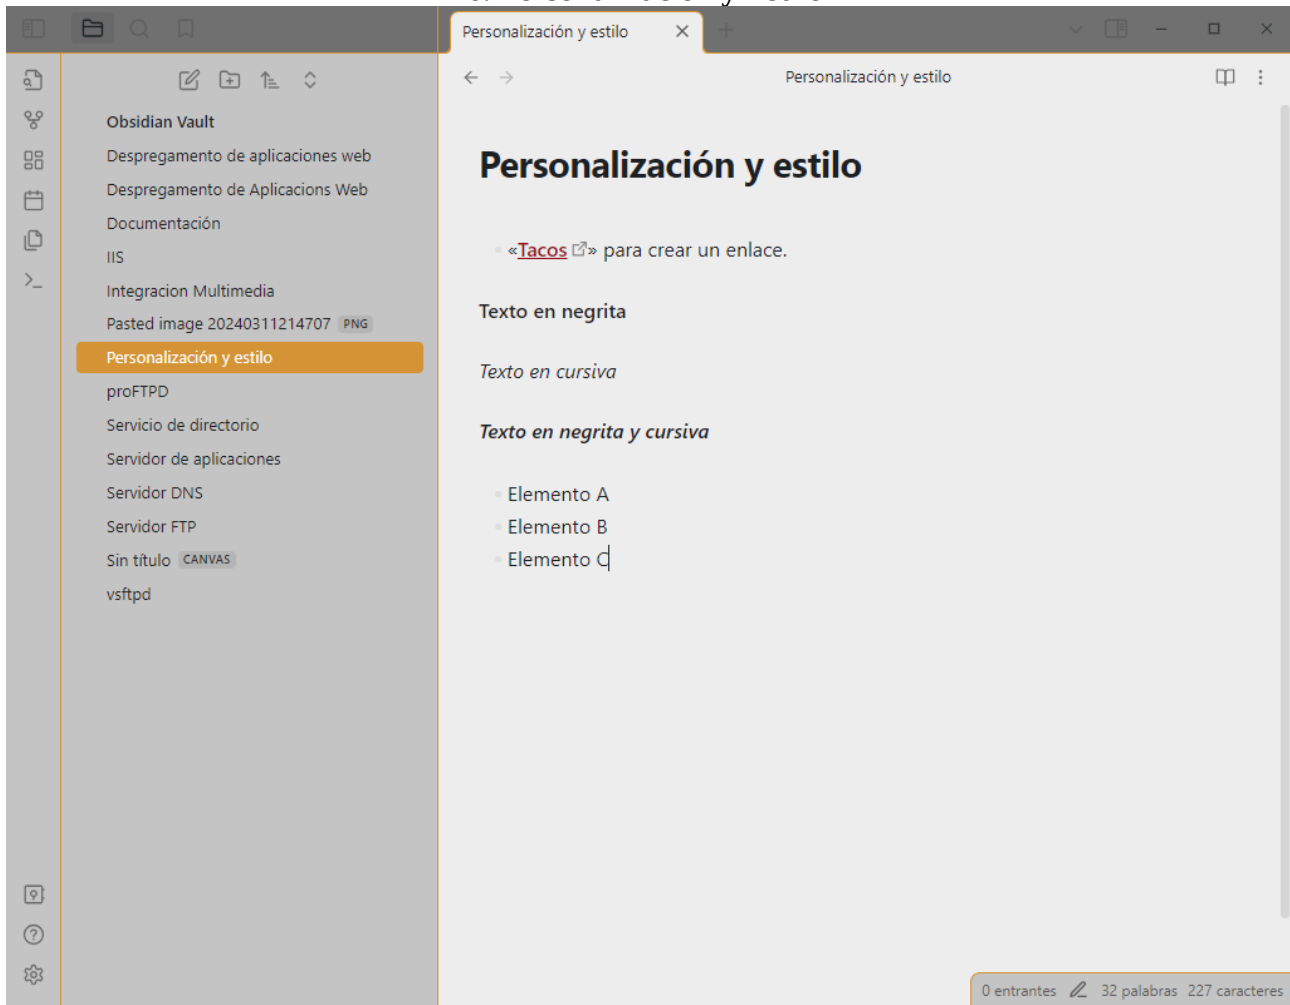 Personalización y estilo
Personalización y estilo
Obsidian Vault
Despregamento de aplicaciones web
Despregamento de Aplicacions Web
Documentación
IIS
Integracion Multimedia
Pasted image 20240311214707 PNG
Personalización y estilo
proFTPD
Servicio de directorio
Servidor de aplicaciones
Servidor DNS
Servidor FTP
Sin título CANVAS
vsftpd
Personalización y estilo
«Tacos» para crear un enlace.
Texto en negrita
Texto en cursiva
Texto en negrita y cursiva
Elemento A
Elemento B
Elemento C
0 entrantes 32 palabras 227 caracteres